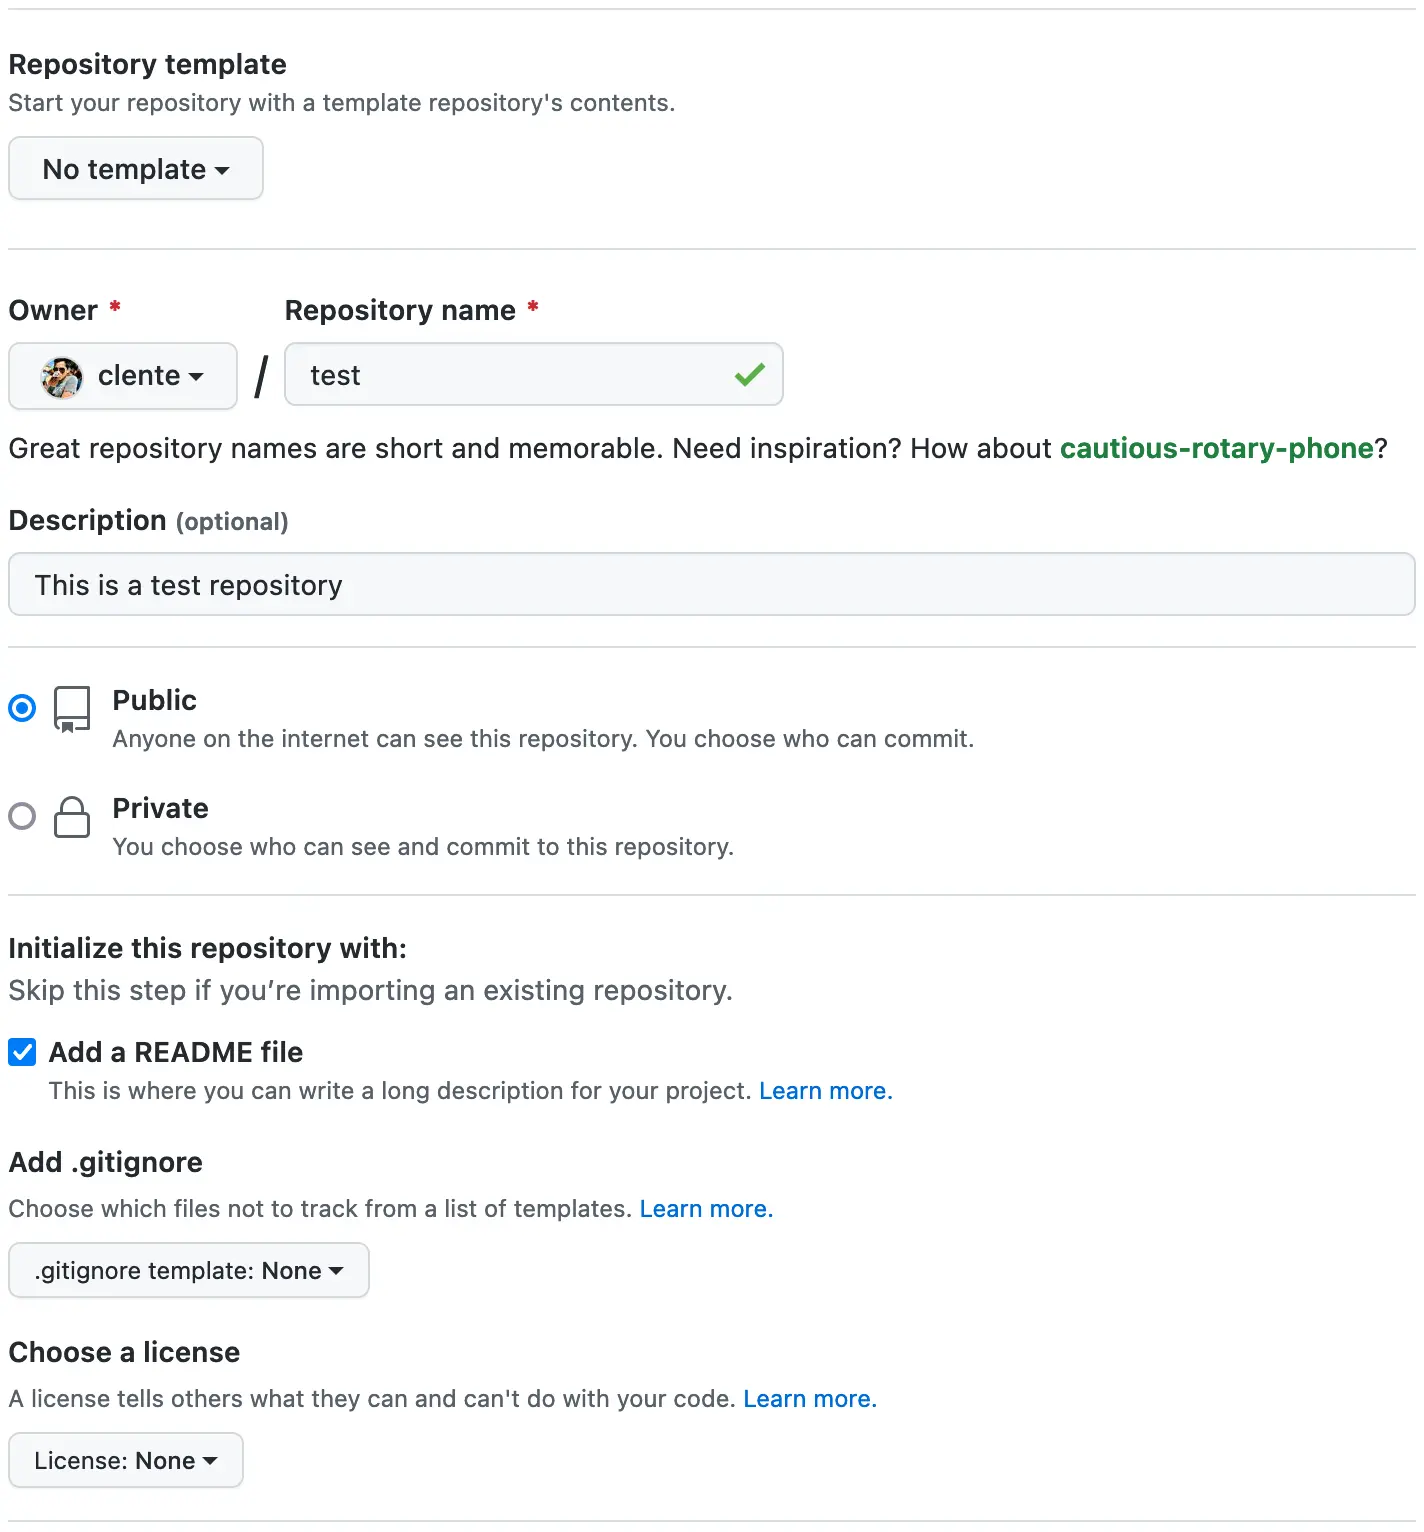 Repository template
Start your repository with a template repository's contents.
No template
Owner * Repository name *
clente / test
Great repository names are short and memorable. Need inspiration? How about cautious-rotary-phone?
Description (optional)
This is a test repository
Public
Anyone on the internet can see this repository. You choose who can commit.
Private
You choose who can see and commit to this repository.
Initialize this repository with:
Skip this step if you’re importing an existing repository.
Add a README file
This is where you can write a long description for your project. Learn more.
Add .gitignore
Choose which files not to track from a list of templates. Learn more.
.gitignore template: None
Choose a license
A license tells others what they can and can't do with your code. Learn more.
License: None